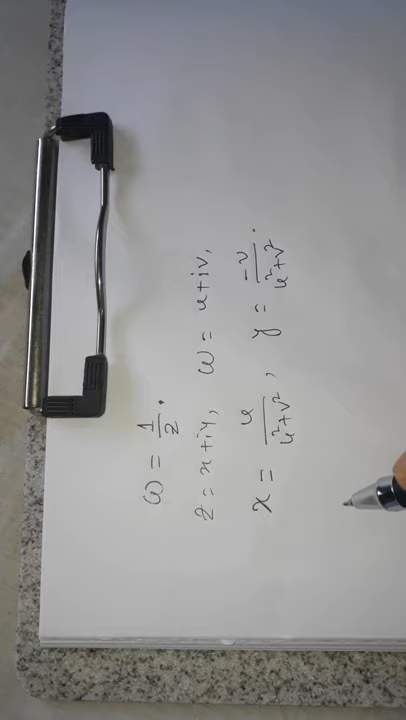 ω = 1/z.
z = x+iy, ω = u+iv,
x = u/(u²+v²), y = -v/(u²+v²).